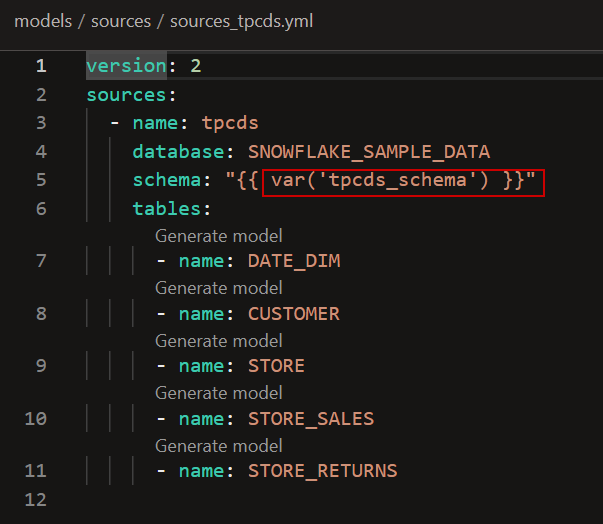 models / sources / sources_tpcds.yml
1 version: 2
2 sources:
3 - name: tpcds
4 database: SNOWFLAKE_SAMPLE_DATA
5 schema: "{{ var('tpcds_schema') }}"
6 tables:
Generate model
7 - name: DATE_DIM
Generate model
8 - name: CUSTOMER
Generate model
9 - name: STORE
Generate model
10 - name: STORE_SALES
Generate model
11 - name: STORE_RETURNS
12